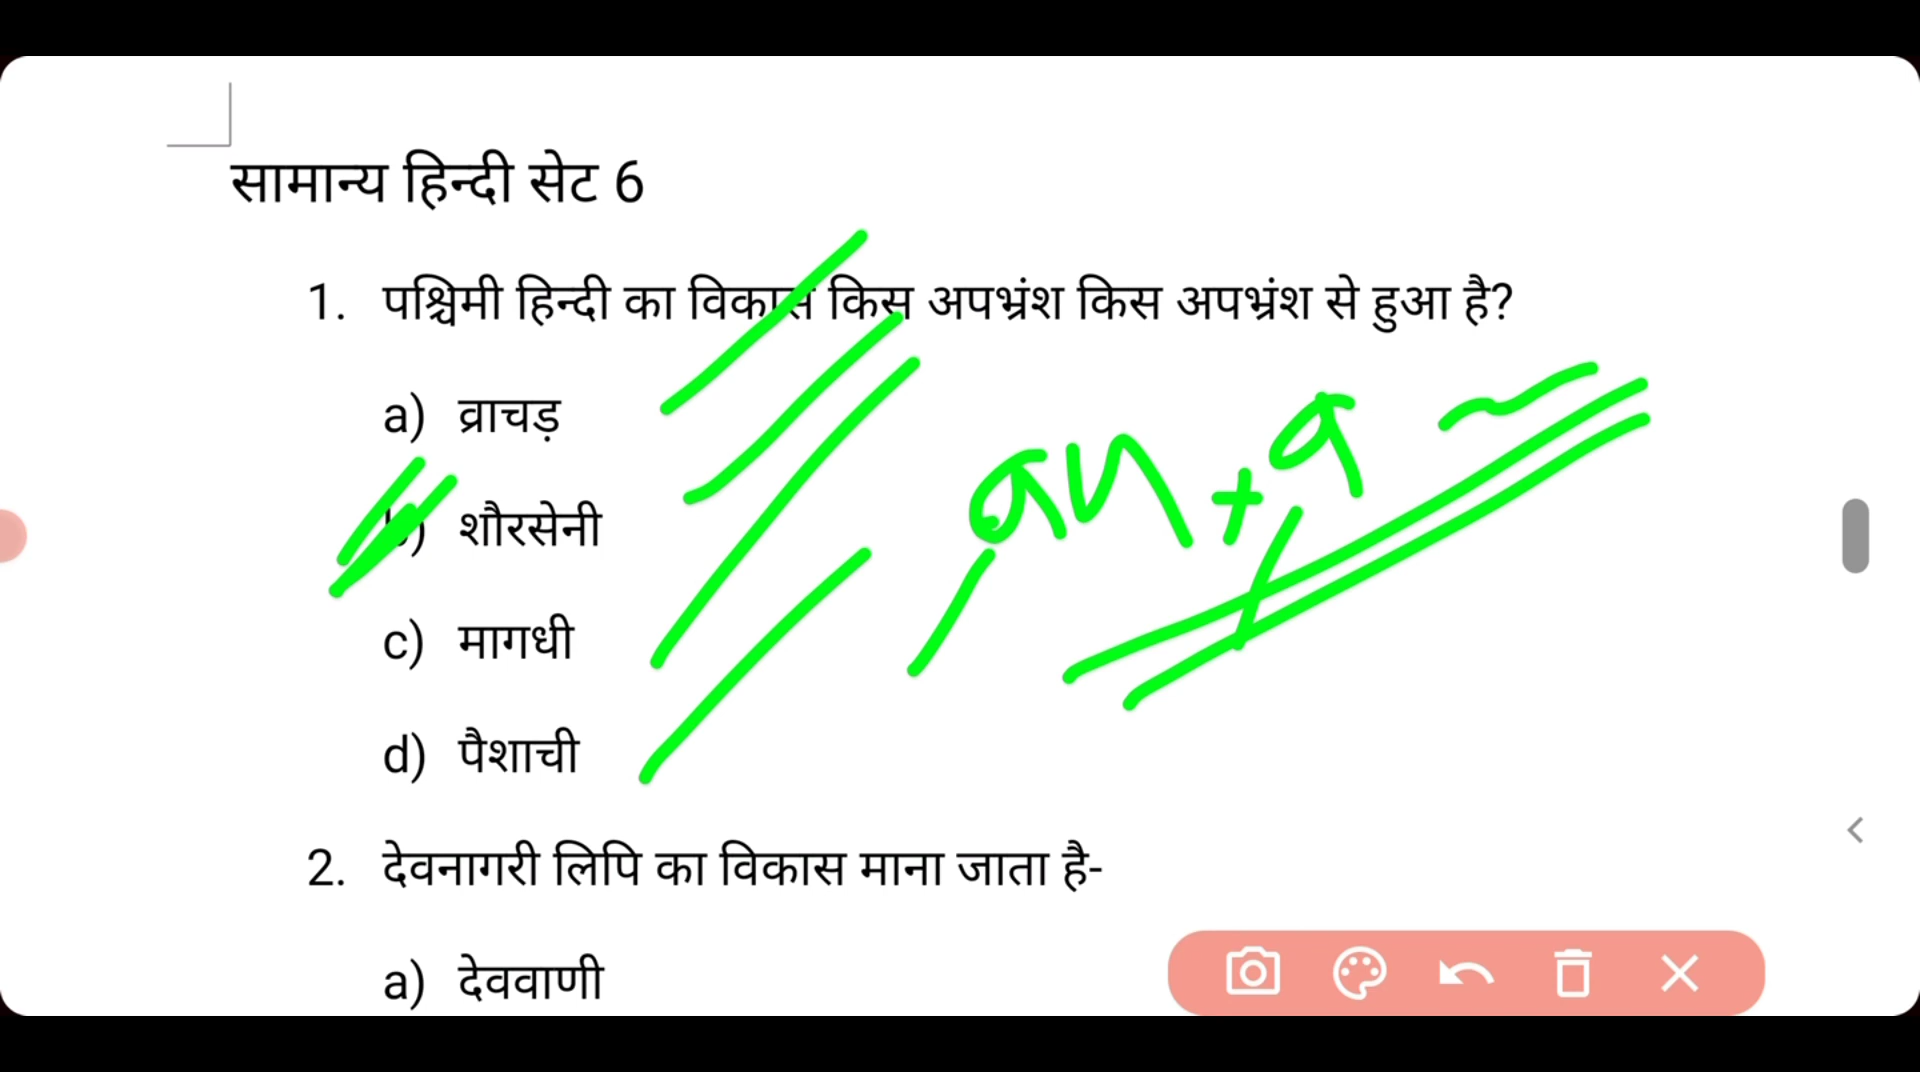 सामान्य हिन्दी सेट 6
1. पश्चिमी हिन्दी का विकास किस अपभ्रंश किस अपभ्रंश से हुआ है?
a) व्राचड़
b) शौरसेनी
c) मागधी
d) पैशाची
2. देवनागरी लिपि का विकास माना जाता है-
a) देववाणी